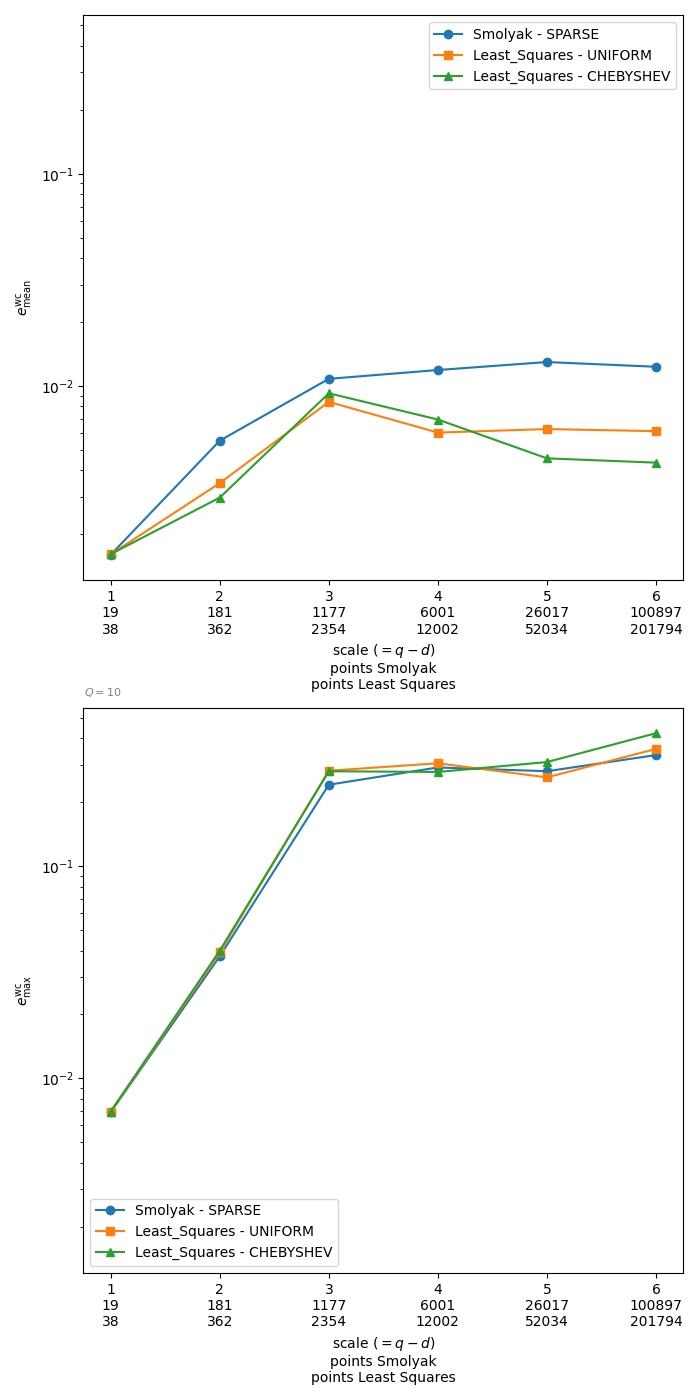 Smolyak - SPARSE
Least_Squares - UNIFORM
Least_Squares - CHEBYSHEV
10⁻¹
e^wc_mean
10⁻²
1 2 3 4 5 6
19 181 1177 6001 26017 100897
38 362 2354 12002 52034 201794
scale (= q − d)
points Smolyak
points Least Squares
Q = 10
10⁻¹
e^wc_max
10⁻²
Smolyak - SPARSE
Least_Squares - UNIFORM
Least_Squares - CHEBYSHEV
1 2 3 4 5 6
19 181 1177 6001 26017 100897
38 362 2354 12002 52034 201794
scale (= q − d)
points Smolyak
points Least Squares